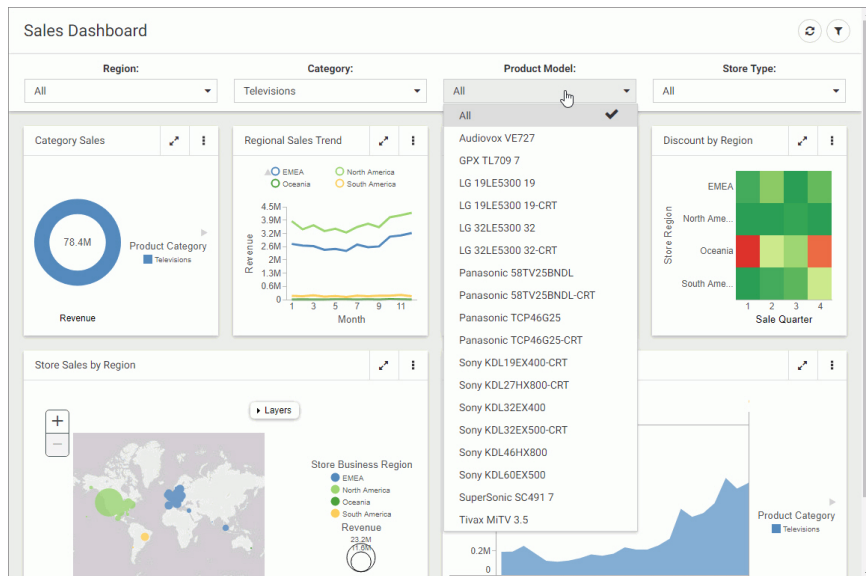 Sales Dashboard
Region: Category: Product Model: Store Type:
All Televisions All All
All
Audiovox VE727
GPX TL709 7
LG 19LE5300 19
LG 19LE5300 19-CRT
LG 32LE5300 32
LG 32LE5300 32-CRT
Panasonic 58TV25BNDL
Panasonic 58TV25BNDL-CRT
Panasonic TCP46G25
Panasonic TCP46G25-CRT
Sony KDL19EX400-CRT
Sony KDL27HX800-CRT
Sony KDL32EX400
Sony KDL32EX500-CRT
Sony KDL46HX800
Sony KDL60EX500
SuperSonic SC491 7
Tivax MiTV 3.5
Category Sales
78.4M
Product Category
Televisions
Revenue
Regional Sales Trend
EMEA North America
Oceania South America
4.5M
3.9M
3.2M
2.6M
2M
1.3M
0.6M
0
Revenue
1 3 5 7 9 11
Month
Discount by Region
EMEA
North Ame...
Oceania
South Ame...
Store Region
1 2 3 4
Sale Quarter
Store Sales by Region
+
−
Layers
Store Business Region
EMEA
North America
Oceania
South America
Revenue
23.2M
11.6M
0.2M
0
Product Category
Televisions